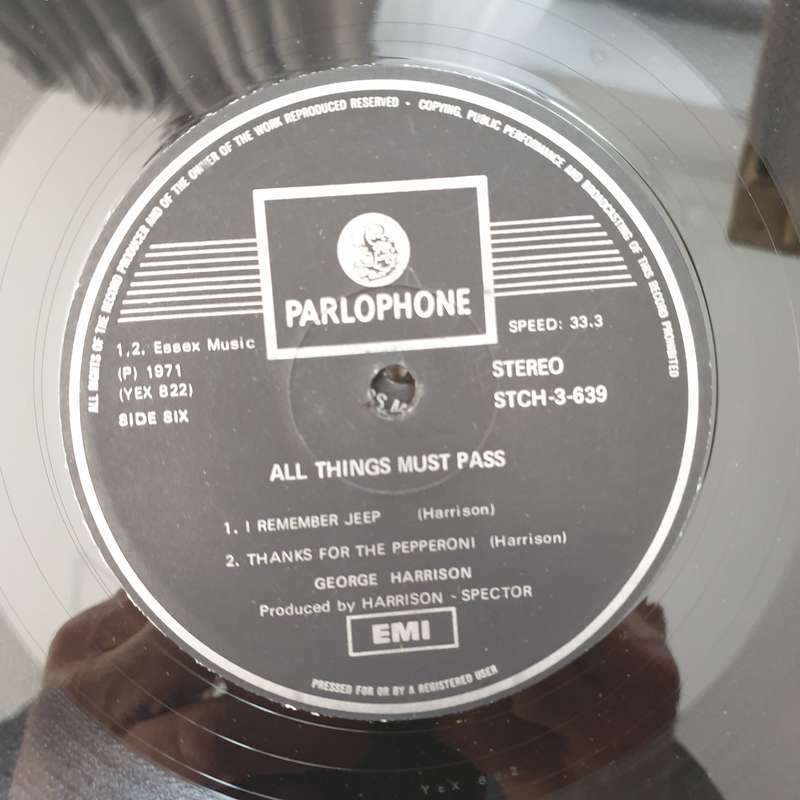 ALL RIGHTS OF THE RECORD PRODUCER AND OF THE OWNER OF THE WORK REPRODUCED RESERVED · COPYING, PUBLIC PERFORMANCE AND BROADCASTING OF THIS RECORD PROHIBITED
PARLOPHONE
SPEED: 33.3
1,2. Essex Music
(P) 1971
(YEX 822)
SIDE SIX
STEREO
STCH-3-639
ALL THINGS MUST PASS
1. I REMEMBER JEEP (Harrison)
2. THANKS FOR THE PEPPERONI (Harrison)
GEORGE HARRISON
Produced by HARRISON - SPECTOR
EMI
PRESSED FOR OR BY A REGISTERED USER
YEX 822